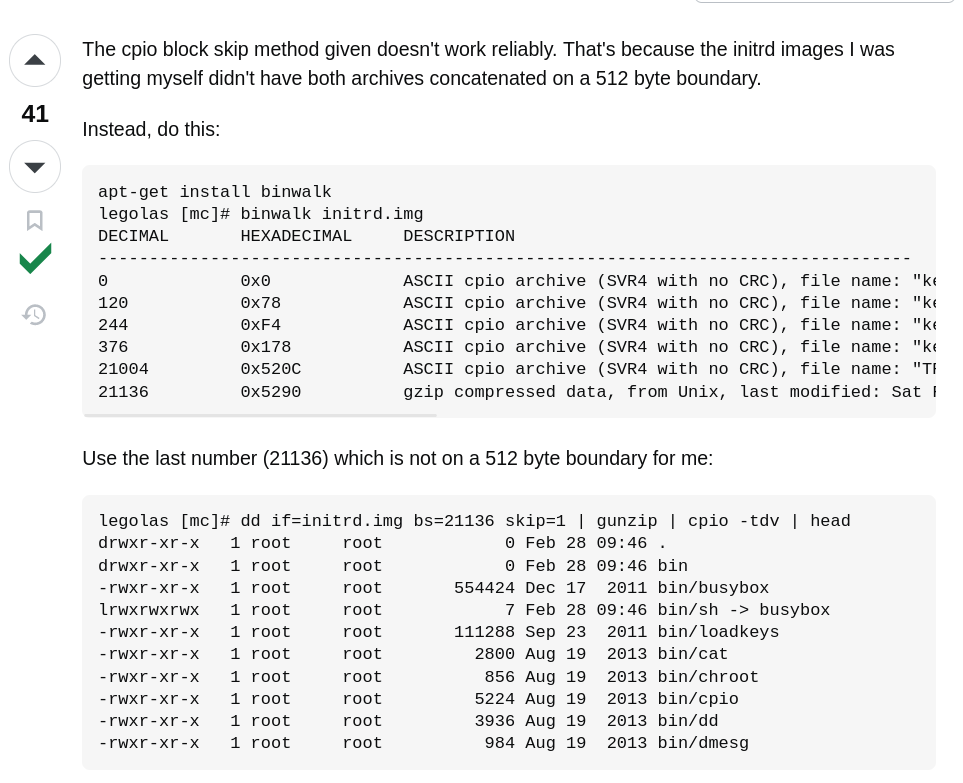 The cpio block skip method given doesn't work reliably. That's because the initrd images I was
getting myself didn't have both archives concatenated on a 512 byte boundary.
41
Instead, do this:
apt-get install binwalk
legolas [mc]# binwalk initrd.img
DECIMAL       HEXADECIMAL     DESCRIPTION
--------------------------------------------------------------------------------
0             0x0             ASCII cpio archive (SVR4 with no CRC), file name: "ke
120           0x78            ASCII cpio archive (SVR4 with no CRC), file name: "ke
244           0xF4            ASCII cpio archive (SVR4 with no CRC), file name: "ke
376           0x178           ASCII cpio archive (SVR4 with no CRC), file name: "ke
21004         0x520C          ASCII cpio archive (SVR4 with no CRC), file name: "TR
21136         0x5290          gzip compressed data, from Unix, last modified: Sat F
Use the last number (21136) which is not on a 512 byte boundary for me:
legolas [mc]# dd if=initrd.img bs=21136 skip=1 | gunzip | cpio -tdv | head
drwxr-xr-x   1 root     root            0 Feb 28 09:46 .
drwxr-xr-x   1 root     root            0 Feb 28 09:46 bin
-rwxr-xr-x   1 root     root       554424 Dec 17  2011 bin/busybox
lrwxrwxrwx   1 root     root            7 Feb 28 09:46 bin/sh -> busybox
-rwxr-xr-x   1 root     root       111288 Sep 23  2011 bin/loadkeys
-rwxr-xr-x   1 root     root         2800 Aug 19  2013 bin/cat
-rwxr-xr-x   1 root     root          856 Aug 19  2013 bin/chroot
-rwxr-xr-x   1 root     root         5224 Aug 19  2013 bin/cpio
-rwxr-xr-x   1 root     root         3936 Aug 19  2013 bin/dd
-rwxr-xr-x   1 root     root          984 Aug 19  2013 bin/dmesg